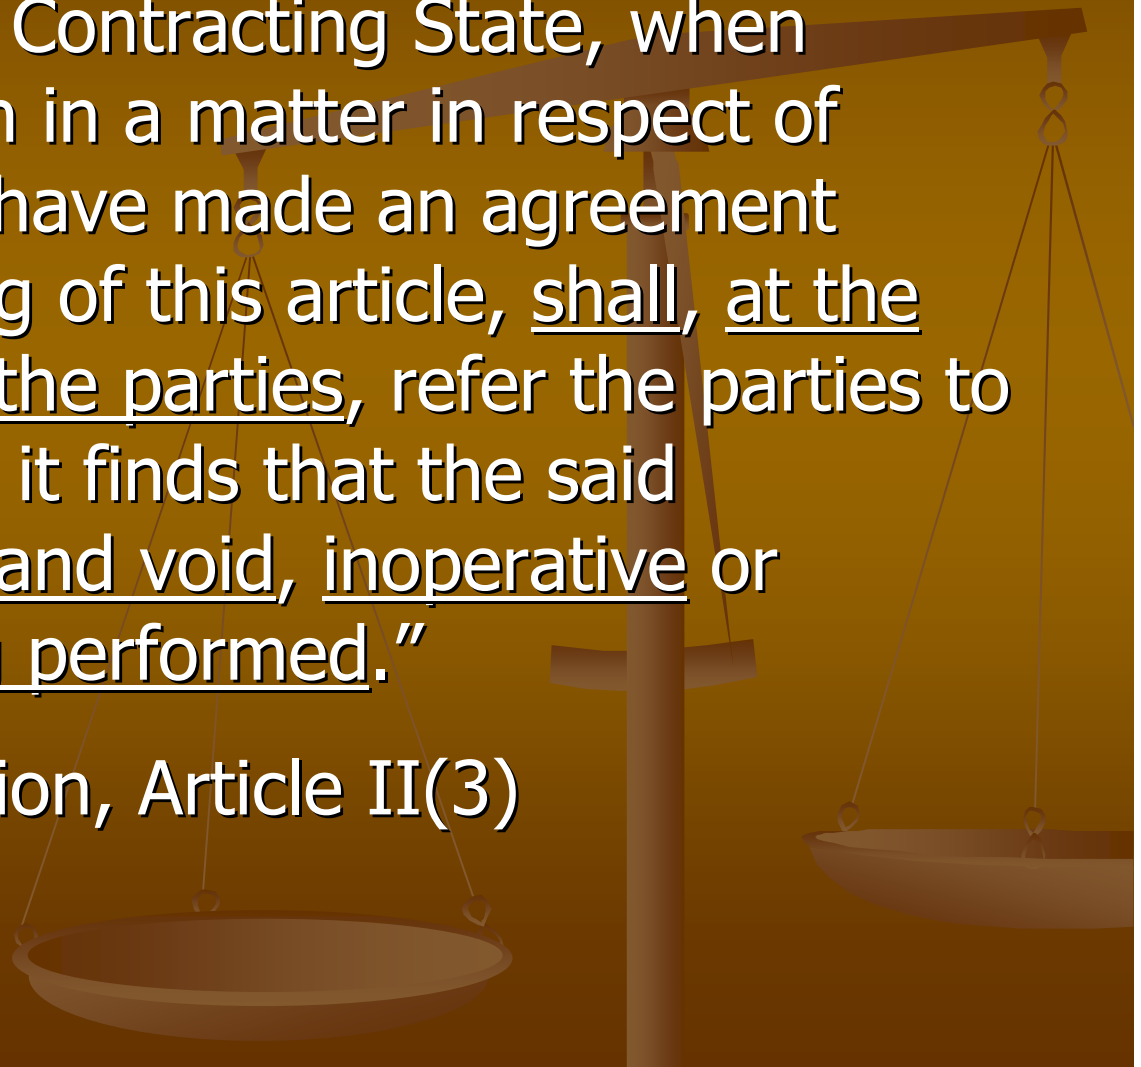 Contracting State, when
n in a matter in respect of
have made an agreement
g of this article, shall, at the
the parties, refer the parties to
it finds that the said
and void, inoperative or
g performed.”
ion, Article II(3)